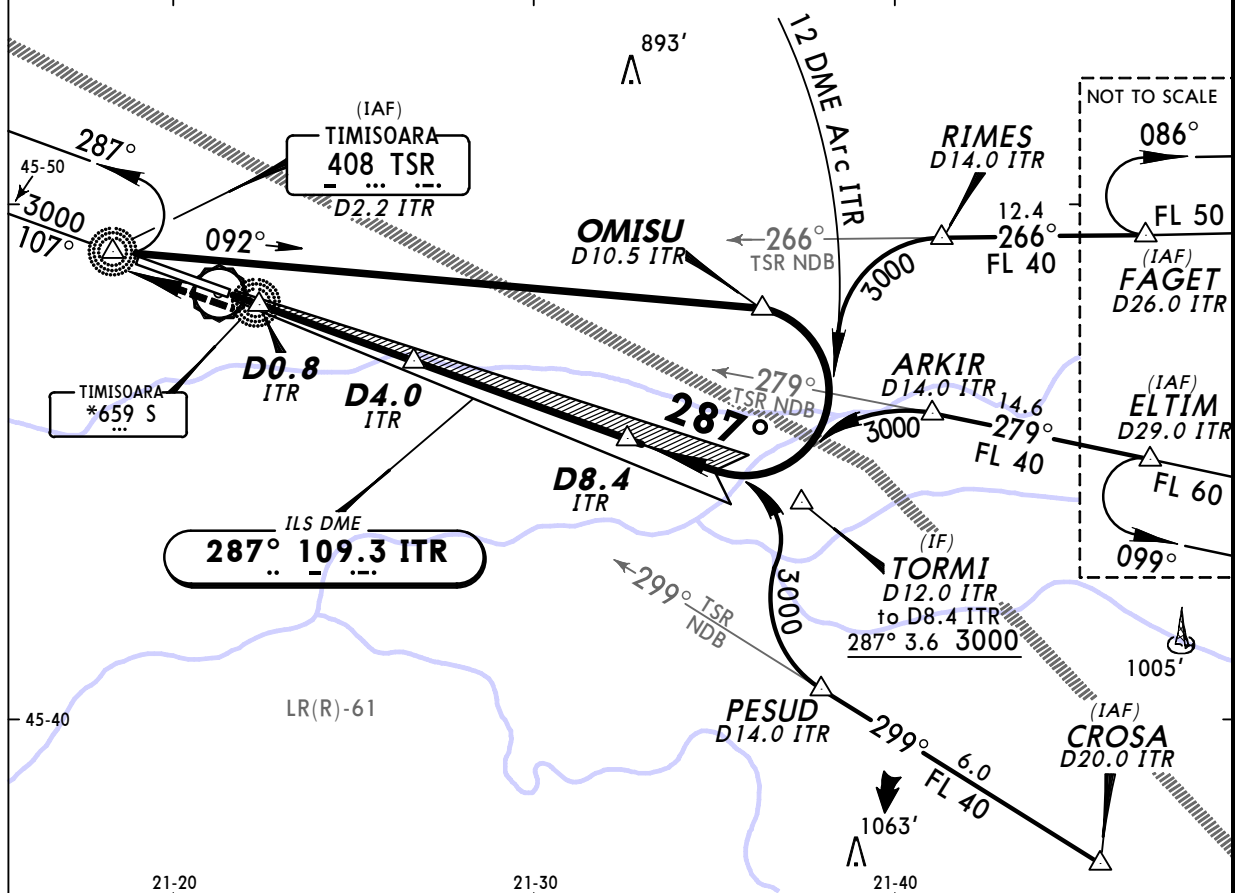 893'
12 DME Arc ITR
NOT TO SCALE
086°
FL 50
(IAF)
FAGET
D26.0 ITR
RIMES
D14.0 ITR
12.4
266°
FL 40
3000
266°
TSR NDB
(IAF)
TIMISOARA
408 TSR
D2.2 ITR
287°
45-50
3000
107°
092°
OMISU
D10.5 ITR
ARKIR
D14.0 ITR
14.6
279°
FL 40
3000
279°
TSR NDB
(IAF)
ELTIM
D29.0 ITR
FL 60
099°
D0.8
ITR
D4.0
ITR
287°
TIMISOARA
*659 S
D8.4
ITR
ILS DME
287° 109.3 ITR
(IF)
TORMI
D12.0 ITR
to D8.4 ITR
287° 3.6 3000
299° TSR
NDB
3000
1005'
LR(R)-61
45-40
PESUD
D14.0 ITR
299°
6.0
FL 40
(IAF)
CROSA
D20.0 ITR
1063'
21-20
21-30
21-40